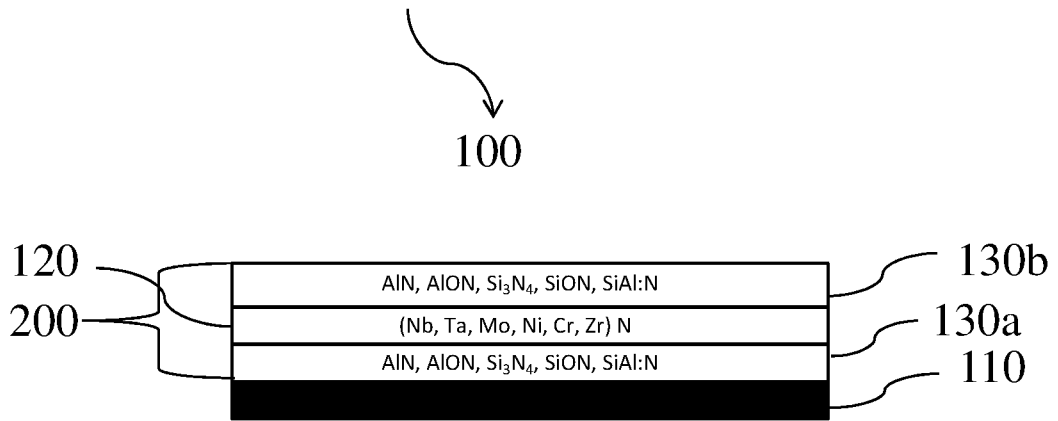 100
120
200
AlN, AlON, Si₃N₄, SiON, SiAl:N
(Nb, Ta, Mo, Ni, Cr, Zr) N
AlN, AlON, Si₃N₄, SiON, SiAl:N
130b
130a
110